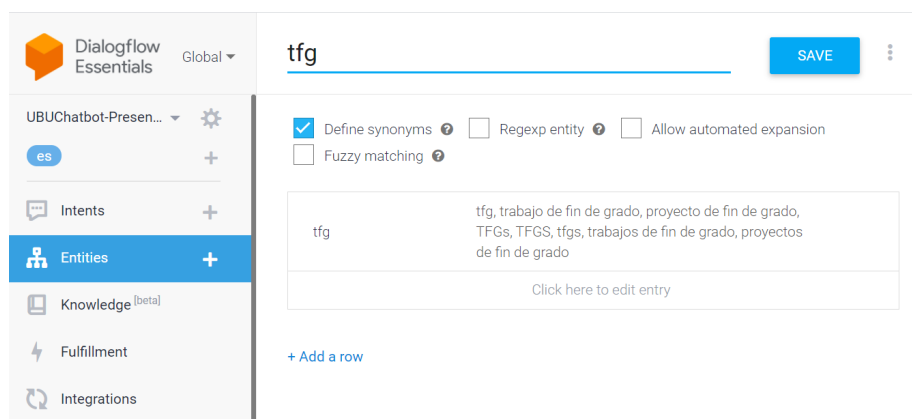 Dialogflow
Essentials
Global
tfg
SAVE
UBUChatbot-Presen...
es
Define synonyms
Regexp entity
Allow automated expansion
Fuzzy matching
Intents
Entities
Knowledge [beta]
Fulfillment
Integrations
tfg
tfg, trabajo de fin de grado, proyecto de fin de grado,
TFGs, TFGS, tfgs, trabajos de fin de grado, proyectos
de fin de grado
Click here to edit entry
+ Add a row